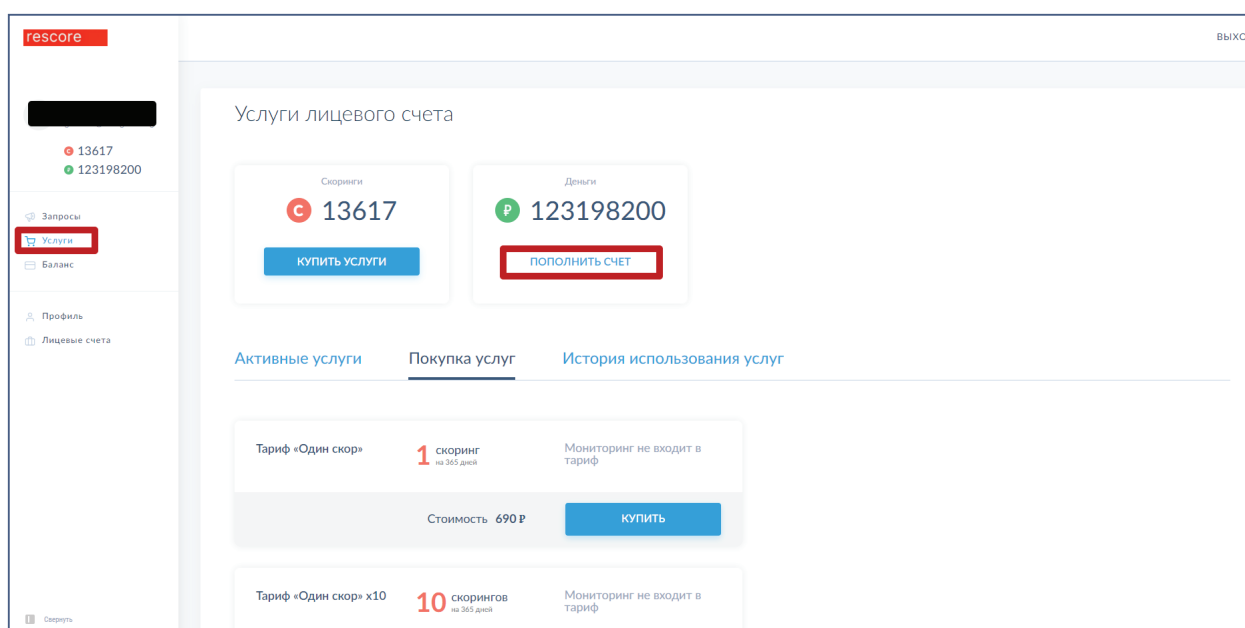 rescore
ВЫХО
13617
123198200
Запросы
Услуги
Баланс
Профиль
Лицевые счета
Свернуть
Услуги лицевого счета
Скоринги
С 13617
КУПИТЬ УСЛУГИ
Деньги
₽ 123198200
ПОПОЛНИТЬ СЧЕТ
Активные услуги Покупка услуг История использования услуг
Тариф «Один скор»
1 скоринг
на 365 дней
Мониторинг не входит в
тариф
Стоимость 690 ₽
КУПИТЬ
Тариф «Один скор» x10
10 скорингов
на 365 дней
Мониторинг не входит в
тариф